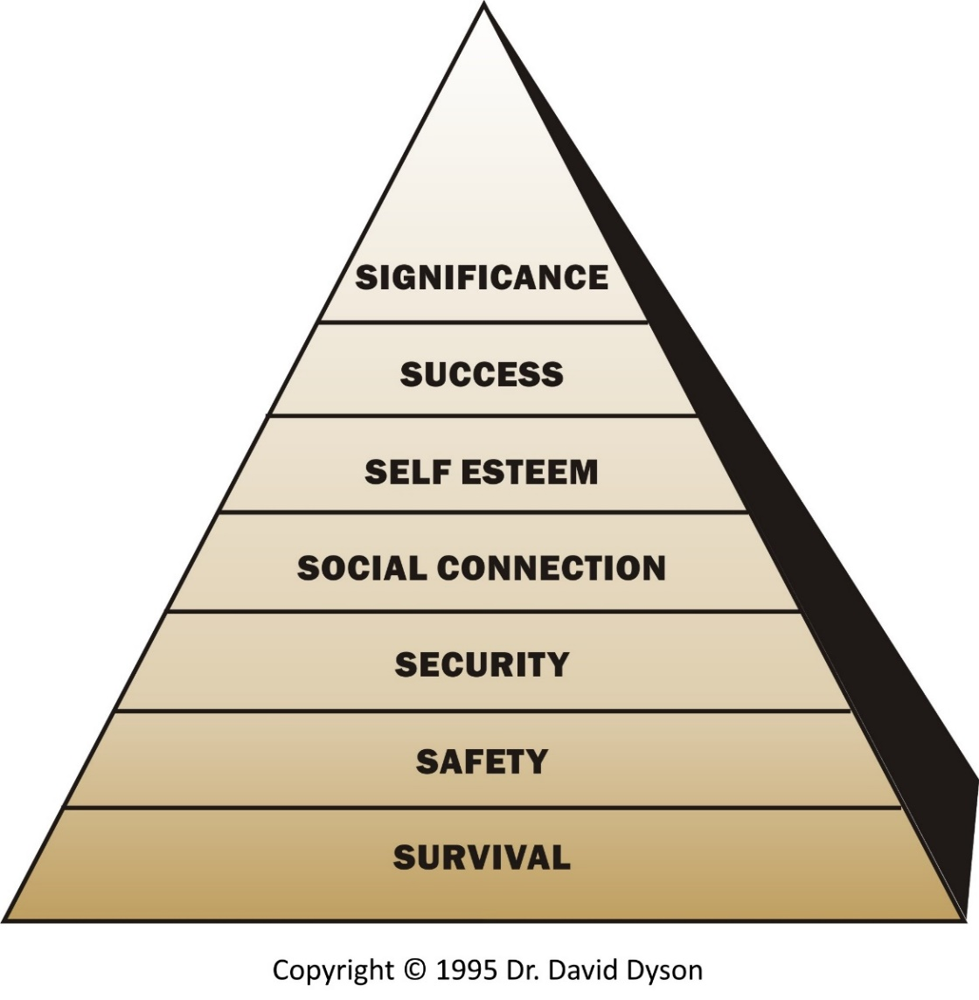 SIGNIFICANCE
SUCCESS
SELF ESTEEM
SOCIAL CONNECTION
SECURITY
SAFETY
SURVIVAL
Copyright © 1995 Dr. David Dyson